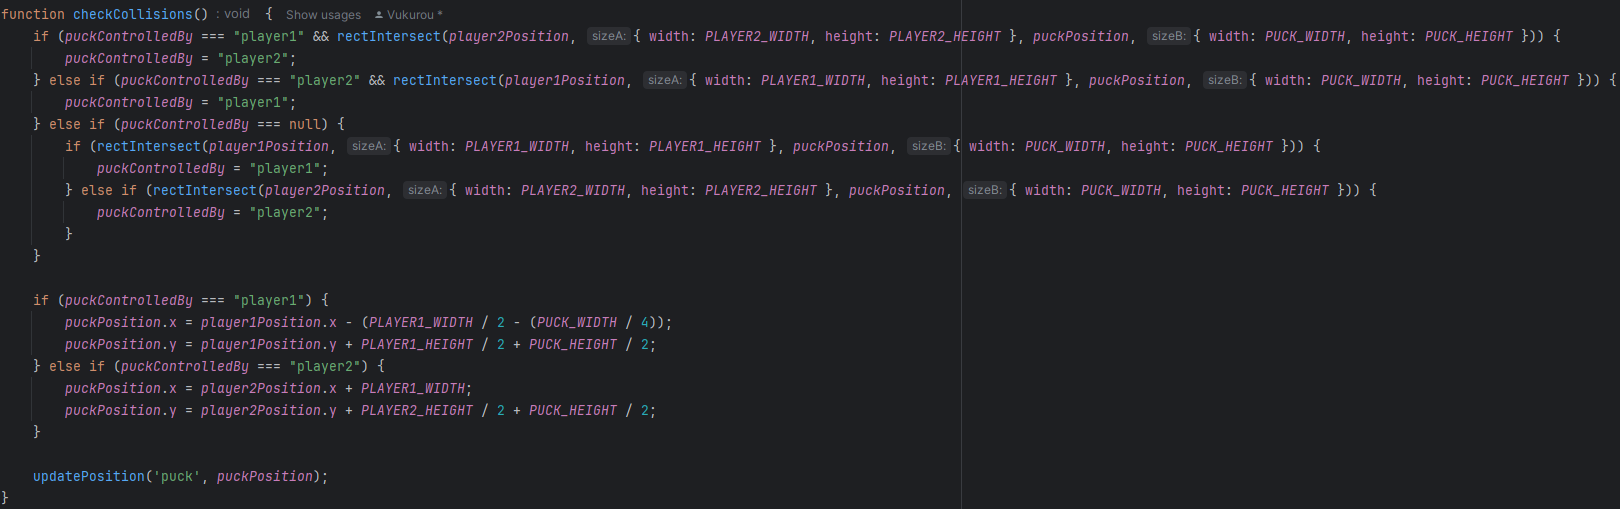 function checkCollisions() : void  {  Show usages  Vukurou *
    if (puckControlledBy === "player1" && rectIntersect(player2Position, sizeA: { width: PLAYER2_WIDTH, height: PLAYER2_HEIGHT }, puckPosition, sizeB: { width: PUCK_WIDTH, height: PUCK_HEIGHT })) {
        puckControlledBy = "player2";
    } else if (puckControlledBy === "player2" && rectIntersect(player1Position, sizeA: { width: PLAYER1_WIDTH, height: PLAYER1_HEIGHT }, puckPosition, sizeB: { width: PUCK_WIDTH, height: PUCK_HEIGHT })) {
        puckControlledBy = "player1";
    } else if (puckControlledBy === null) {
        if (rectIntersect(player1Position, sizeA: { width: PLAYER1_WIDTH, height: PLAYER1_HEIGHT }, puckPosition, sizeB: { width: PUCK_WIDTH, height: PUCK_HEIGHT })) {
            puckControlledBy = "player1";
        } else if (rectIntersect(player2Position, sizeA: { width: PLAYER2_WIDTH, height: PLAYER2_HEIGHT }, puckPosition, sizeB: { width: PUCK_WIDTH, height: PUCK_HEIGHT })) {
            puckControlledBy = "player2";
        }
    }

    if (puckControlledBy === "player1") {
        puckPosition.x = player1Position.x - (PLAYER1_WIDTH / 2 - (PUCK_WIDTH / 4));
        puckPosition.y = player1Position.y + PLAYER1_HEIGHT / 2 + PUCK_HEIGHT / 2;
    } else if (puckControlledBy === "player2") {
        puckPosition.x = player2Position.x + PLAYER1_WIDTH;
        puckPosition.y = player2Position.y + PLAYER2_HEIGHT / 2 + PUCK_HEIGHT / 2;
    }

    updatePosition('puck', puckPosition);
}